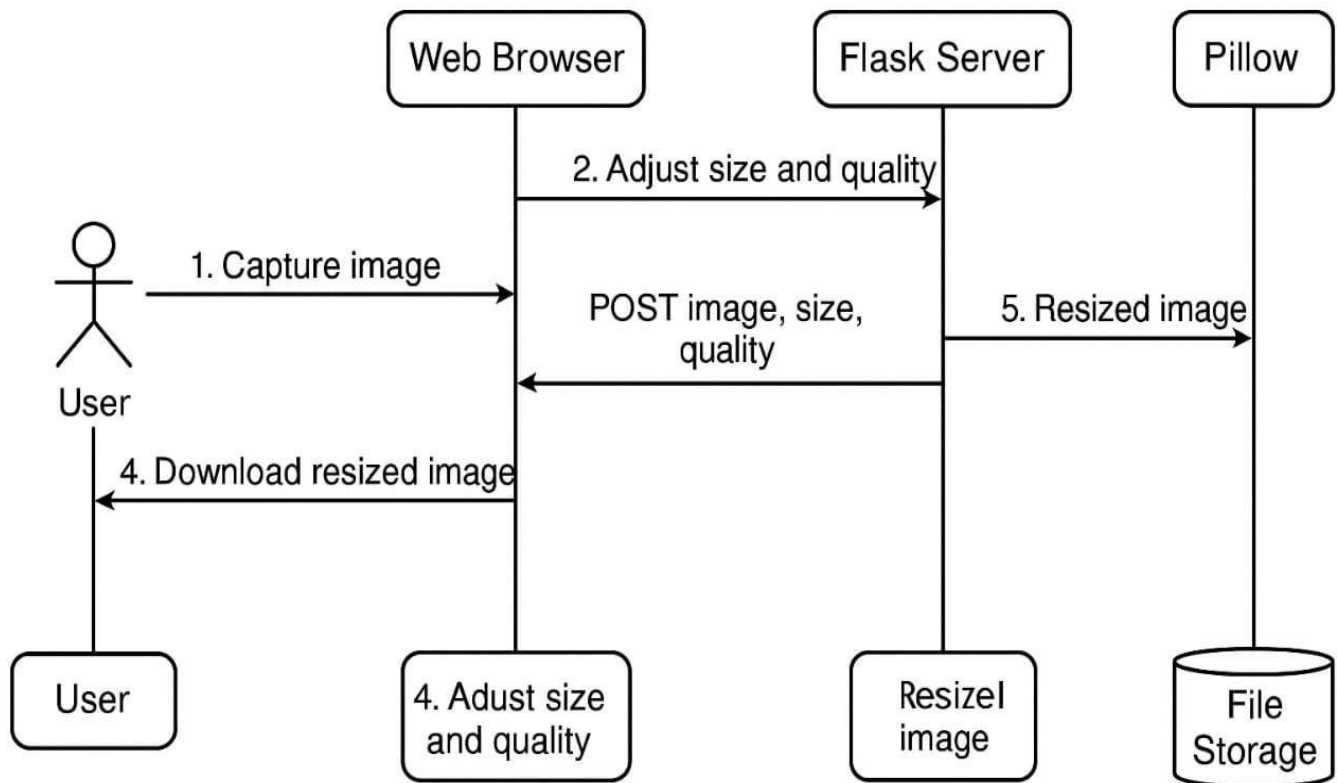 Web Browser
Flask Server
Pillow
2. Adjust size and quality
1. Capture image
POST image, size,
quality
5. Resized image
User
4. Download resized image
User
4. Adust size
and quality
Resizel
image
File
Storage